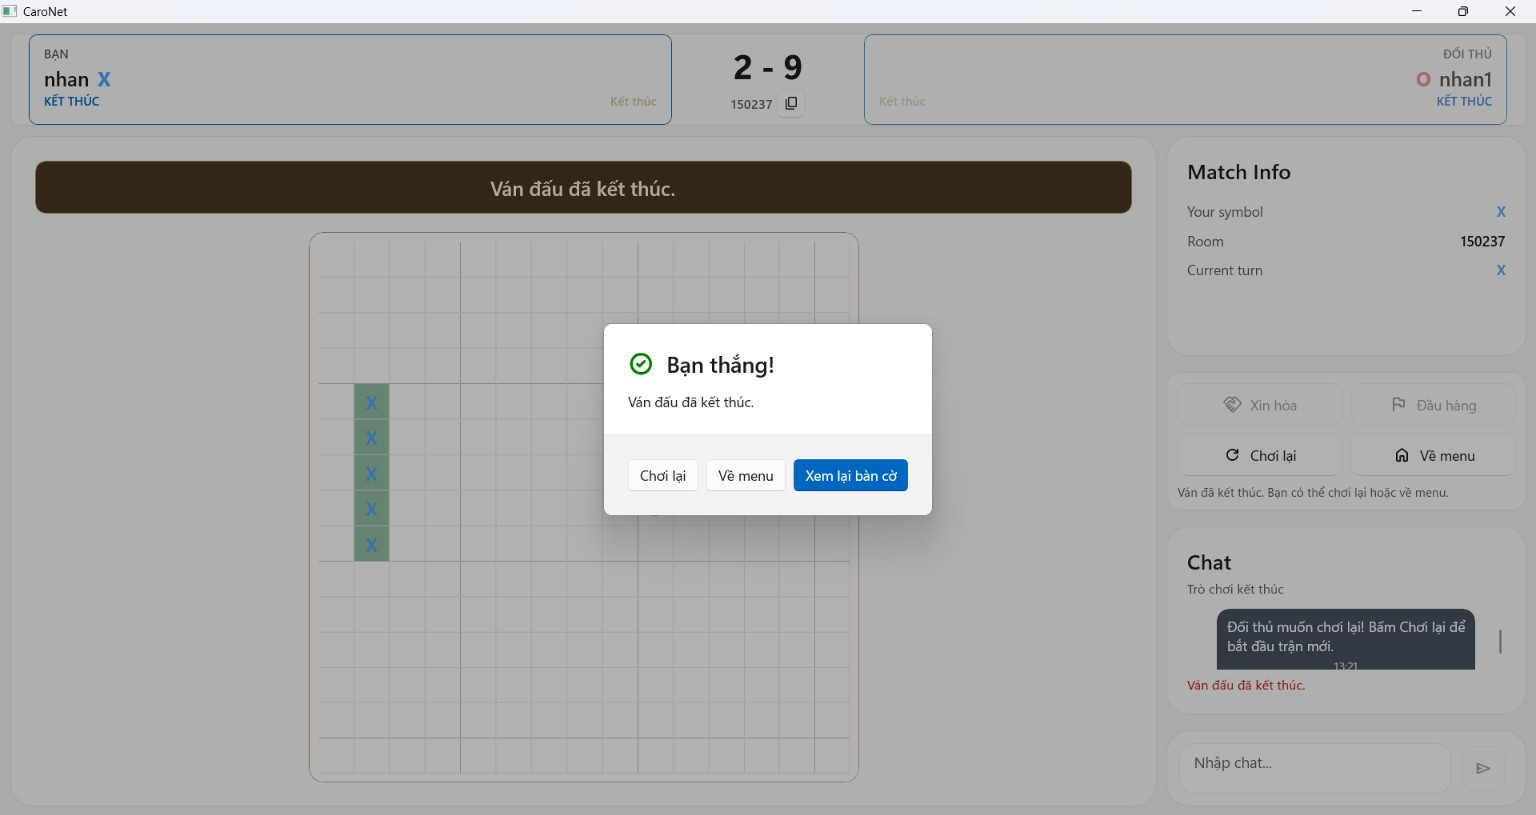 CaroNet
BẠN
nhan X
KẾT THÚC
Kết thúc
2 - 9
150237
Kết thúc
ĐỐI THỦ
O nhan1
KẾT THÚC
Ván đấu đã kết thúc.
X
X
X
X
X
Bạn thắng!
Ván đấu đã kết thúc.
Chơi lại
Về menu
Xem lại bàn cờ
Match Info
Your symbol X
Room 150237
Current turn X
Xin hòa
Đầu hàng
Chơi lại
Về menu
Ván đã kết thúc. Bạn có thể chơi lại hoặc về menu.
Chat
Trò chơi kết thúc
Đối thủ muốn chơi lại! Bấm Chơi lại để
bắt đầu trận mới.
13:21
Ván đấu đã kết thúc.
Nhập chat...